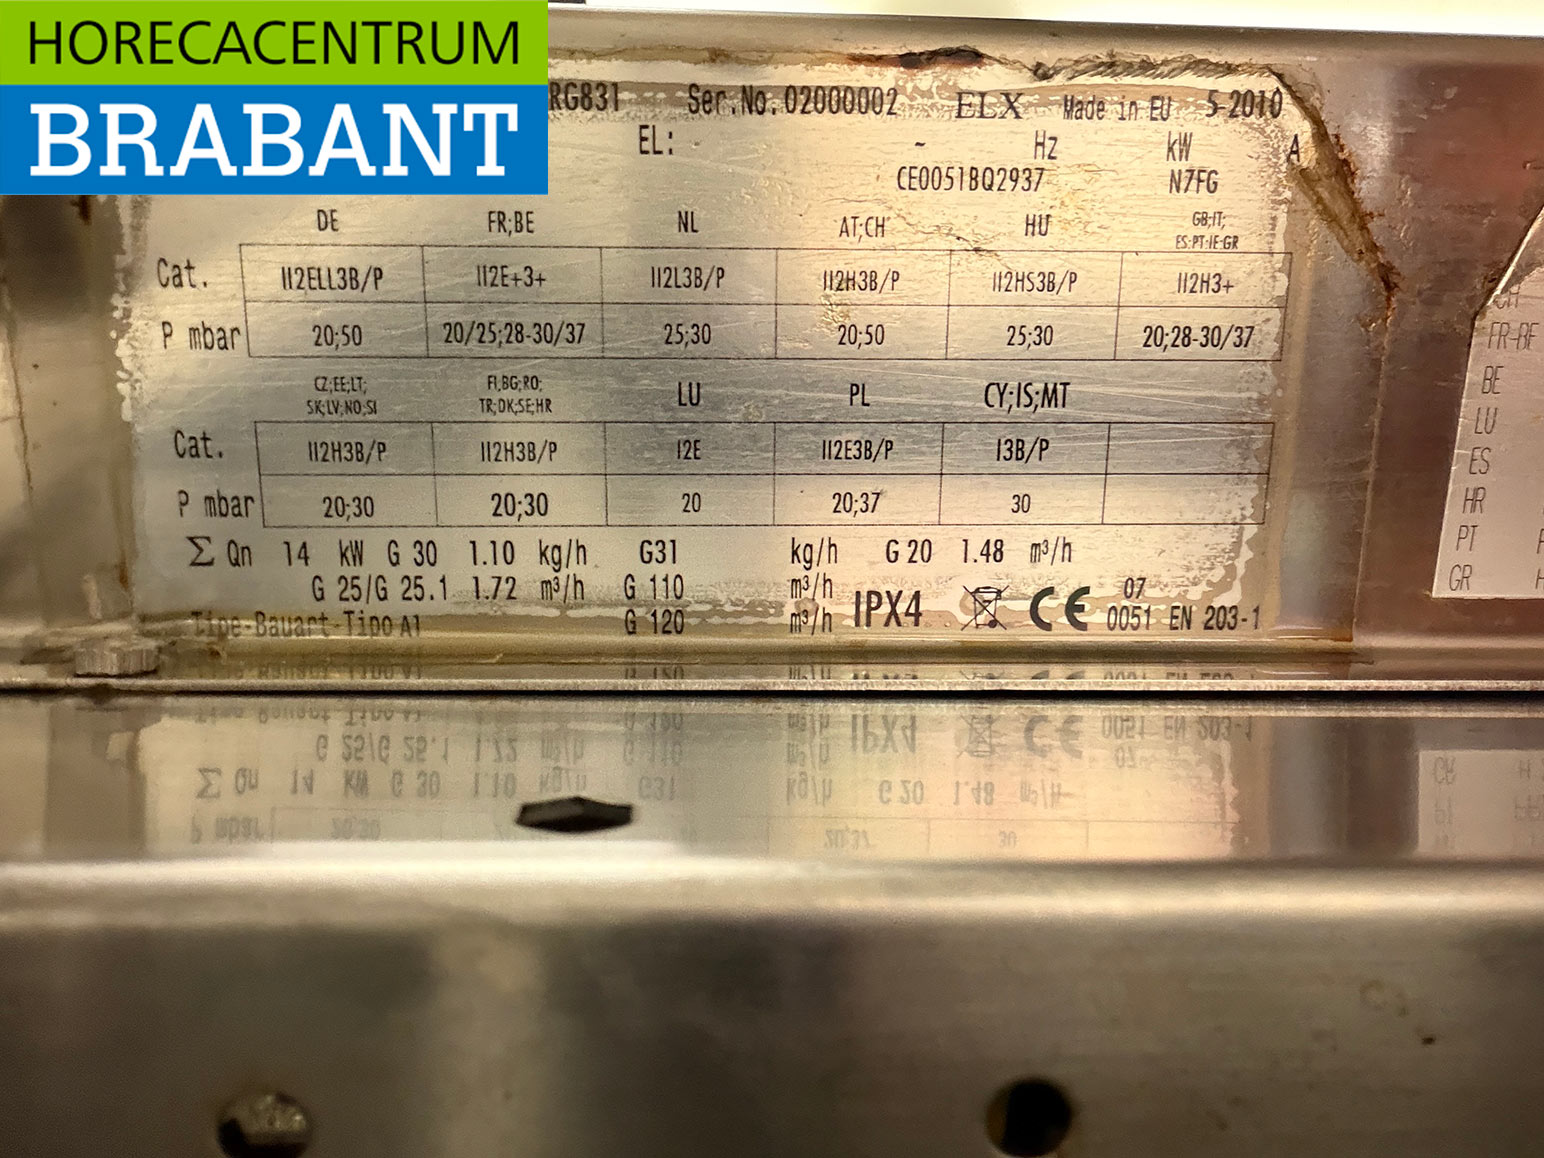 HORECACENTRUM
BRABANT
RG831 Ser.No. 02000002 ELX Made in EU 5-2010
EL: ~ Hz kW A
CE0051BQ2937 N7FG
DE FR;BE NL AT;CH HU GB;IT;
ES;PT;IE;GR
Cat. II2ELL3B/P II2E+3+ II2L3B/P II2H3B/P II2HS3B/P II2H3+
P mbar 20;50 20/25;28-30/37 25;30 20;50 25;30 20;28-30/37
CZ;EE;LT; FI;BG;RO; LU PL CY;IS;MT
SK;LV;NO;SI TR;DK;SE;HR
Cat. II2H3B/P II2H3B/P I2E II2E3B/P I3B/P
P mbar 20;30 20;30 20 20;37 30
Σ Qn 14 kW G 30 1.10 kg/h G31 kg/h G 20 1.48 m³/h
G 25/G 25.1 1.72 m³/h G 110 m³/h
Tipe-Bauart-Tipo A1 G 120 m³/h IPX4 CE 07
0051 EN 203-1
CH
FR-BF
BE
LU
ES
HR
PT
GR